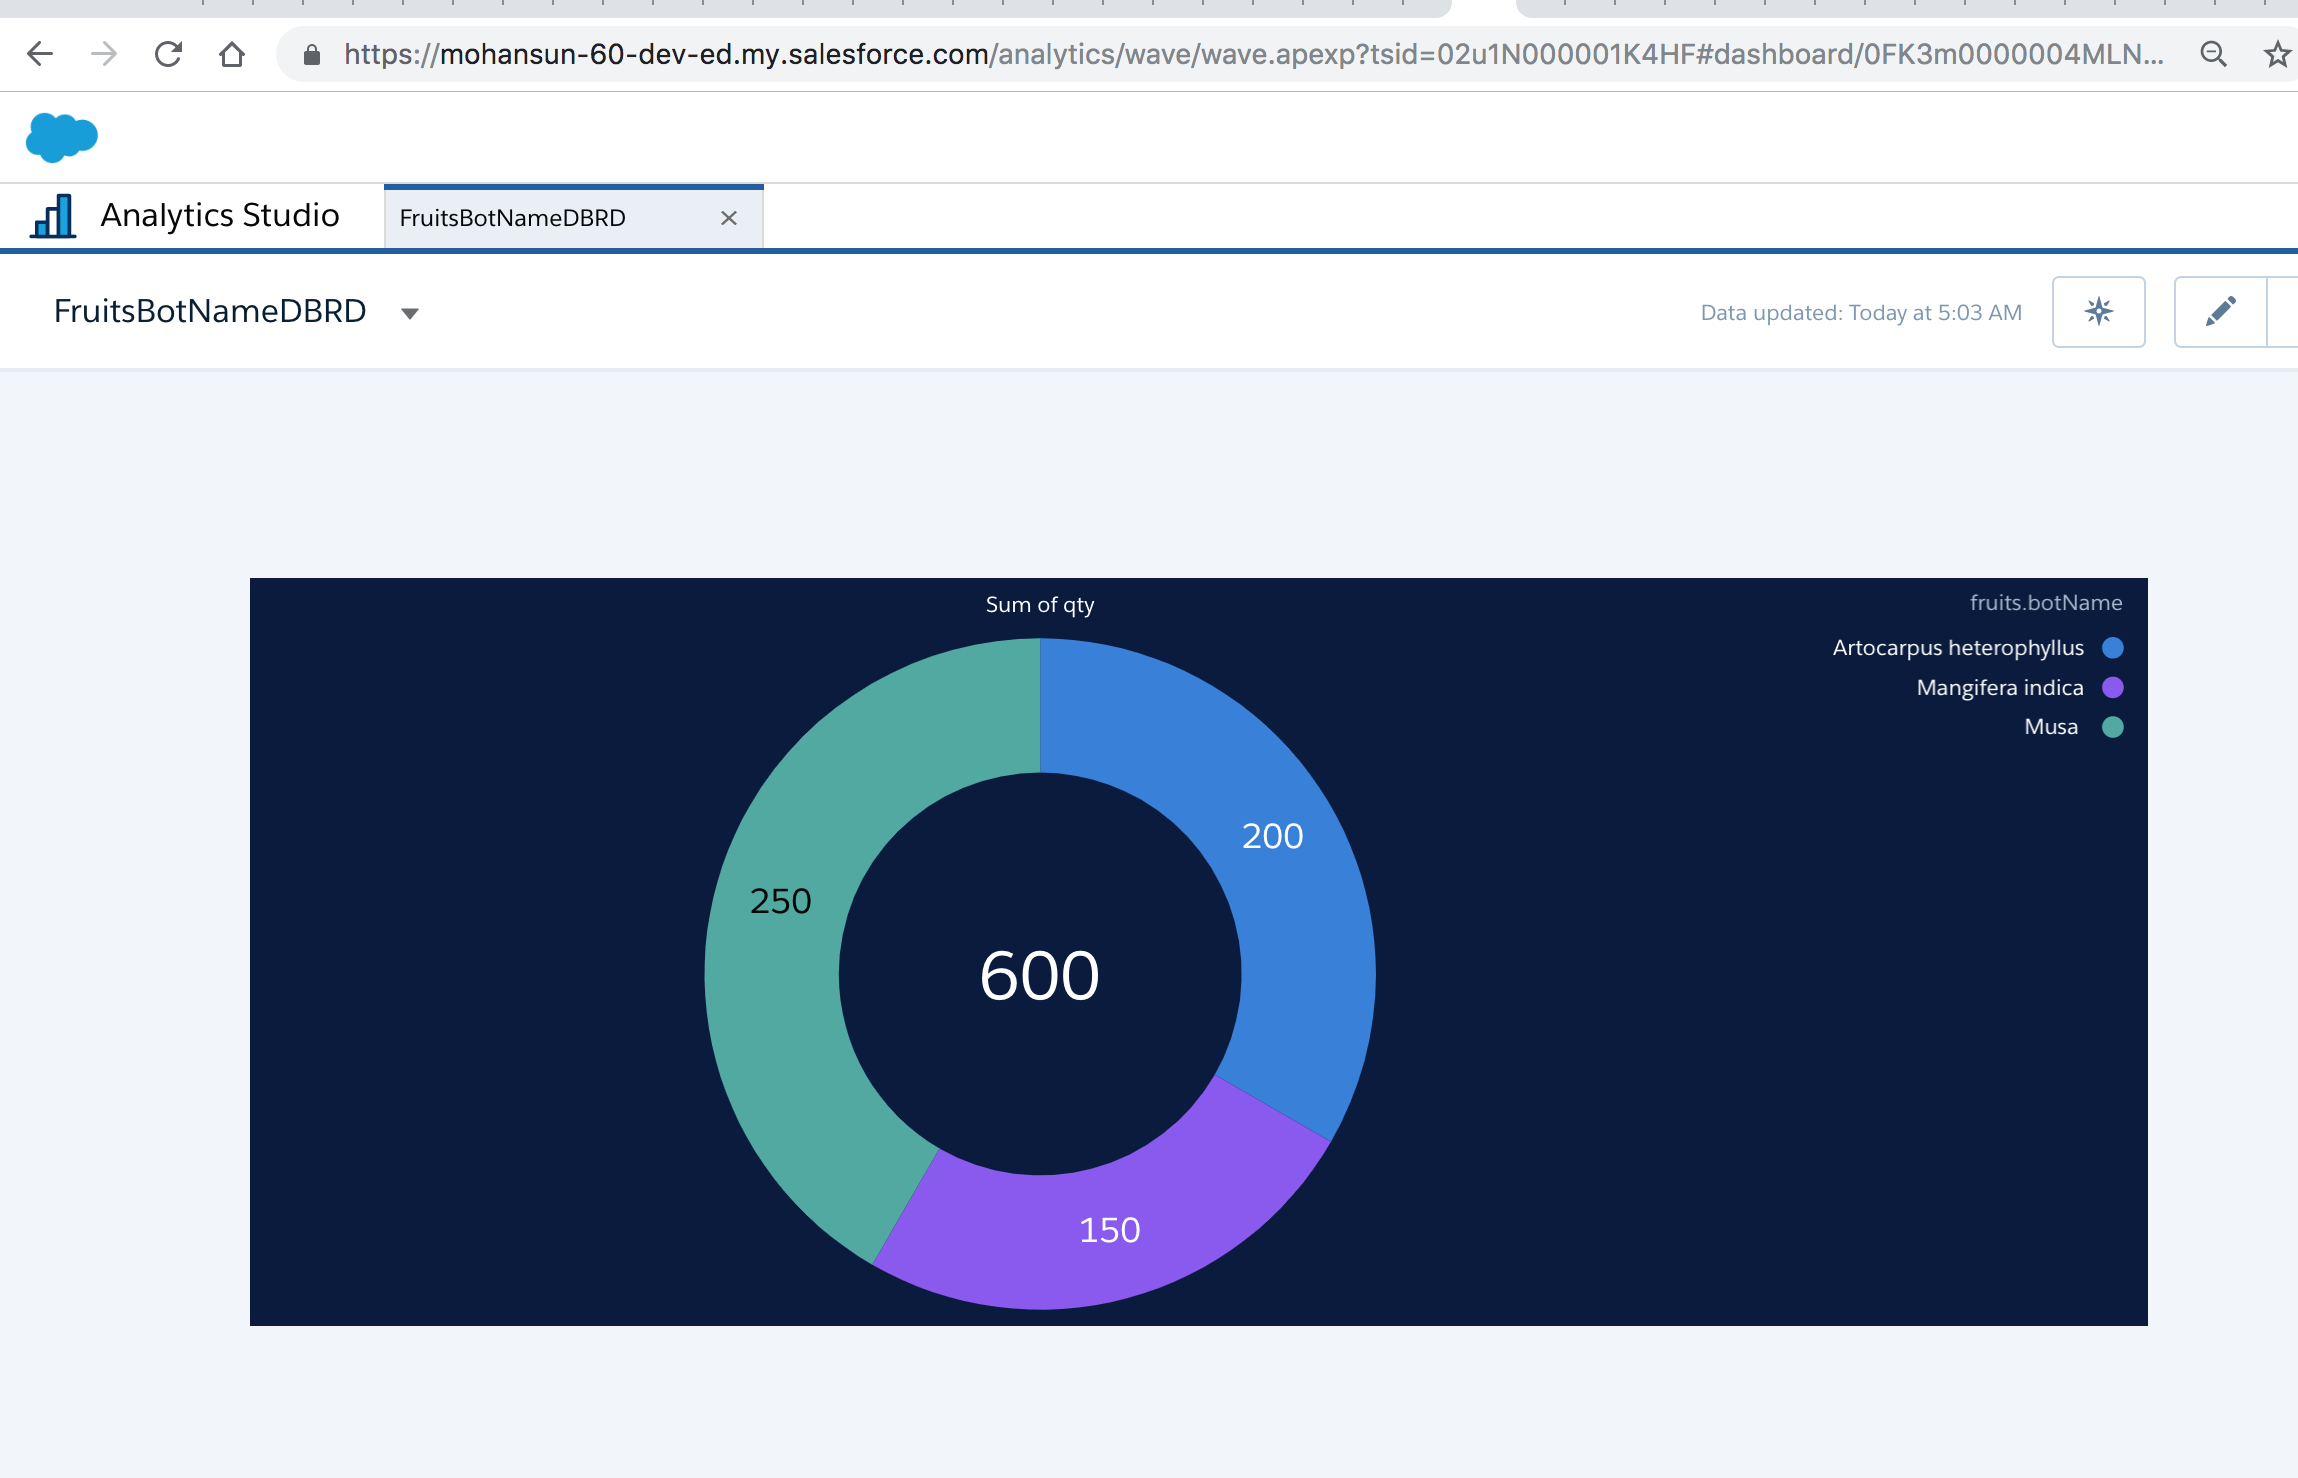 https://mohansun-60-dev-ed.my.salesforce.com/analytics/wave/wave.apexp?tsid=02u1N000001K4HF#dashboard/0FK3m0000004MLN...
Analytics Studio
FruitsBotNameDBRD
FruitsBotNameDBRD
Data updated: Today at 5:03 AM
Sum of qty
fruits.botName
Artocarpus heterophyllus
Mangifera indica
Musa
200
250
600
150